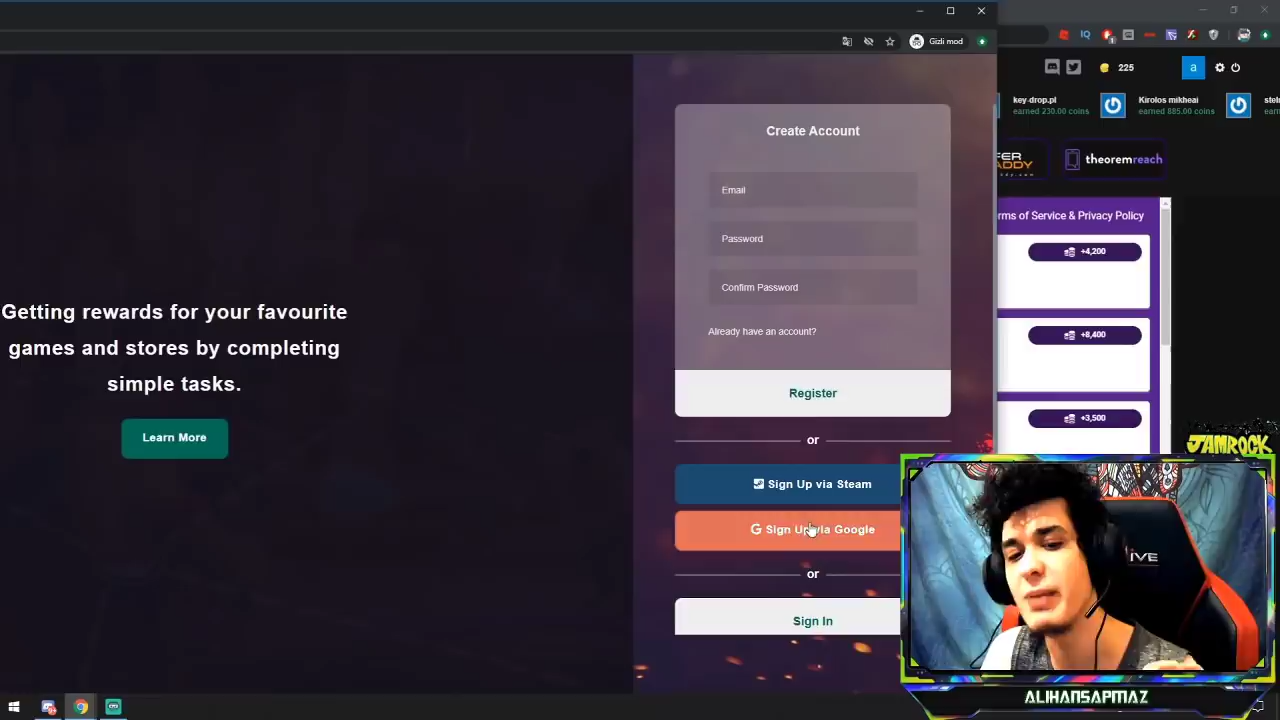 Gizli mod
225
a
key-drop.pl
earned 230.00 coins
Kirolos mikheai
earned 885.00 coins
Create Account
Email
Password
Confirm Password
Already have an account?
Register
or
Sign Up via Steam
Sign Up via Google
or
Sign In
Getting rewards for your favourite
games and stores by completing
simple tasks.
Learn More
theoremreach
rms of Service & Privacy Policy
+4,200
+8,400
+3,500
JAMROCK
ALIHANSAPMAZ